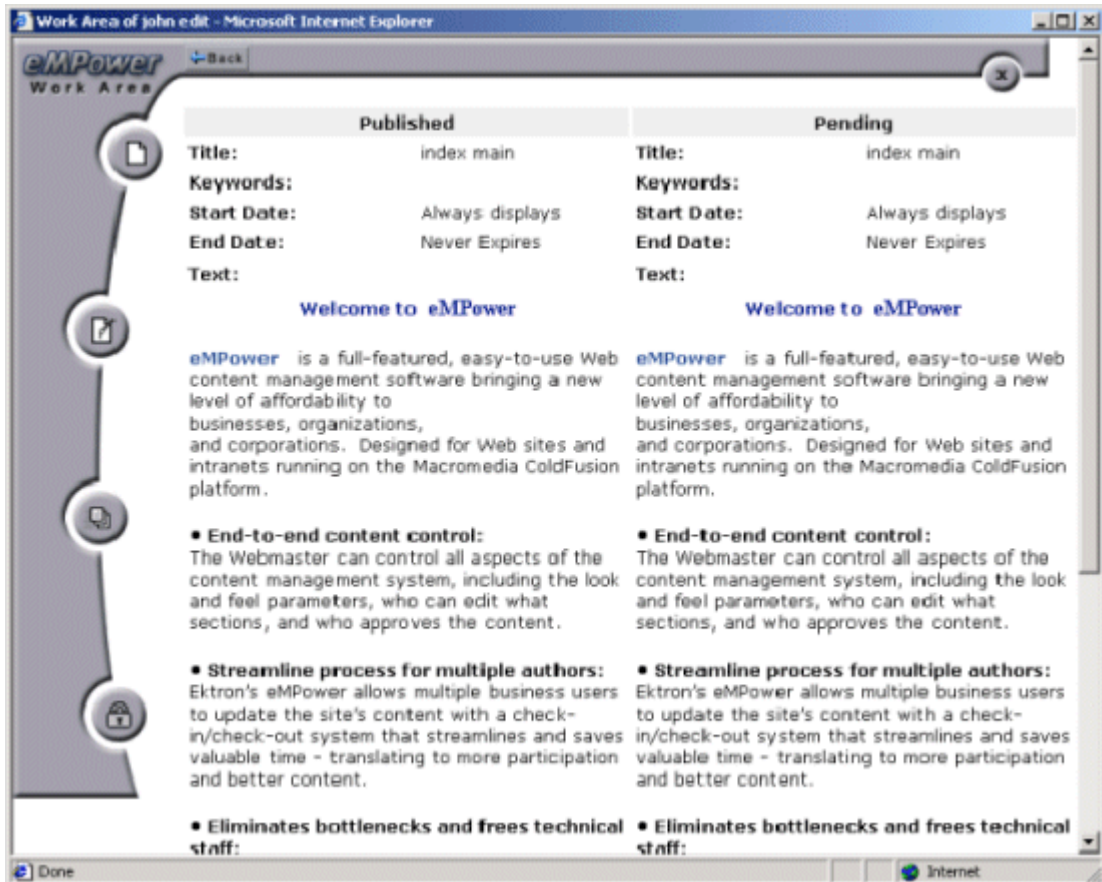 Work Area of john edit - Microsoft Internet Explorer
eMPower
Work Area
Back
x
Published
Title: index main
Keywords:
Start Date: Always displays
End Date: Never Expires
Text:
Welcome to eMPower
eMPower is a full-featured, easy-to-use Web
content management software bringing a new
level of affordability to
businesses, organizations,
and corporations. Designed for Web sites and
intranets running on the Macromedia ColdFusion
platform.
• End-to-end content control:
The Webmaster can control all aspects of the
content management system, including the look
and feel parameters, who can edit what
sections, and who approves the content.
• Streamline process for multiple authors:
Ektron's eMPower allows multiple business users
to update the site's content with a check-
in/check-out system that streamlines and saves
valuable time - translating to more participation
and better content.
• Eliminates bottlenecks and frees technical
staff:
Pending
Title: index main
Keywords:
Start Date: Always displays
End Date: Never Expires
Text:
Welcome to eMPower
eMPower is a full-featured, easy-to-use Web
content management software bringing a new
level of affordability to
businesses, organizations,
and corporations. Designed for Web sites and
intranets running on the Macromedia ColdFusion
platform.
• End-to-end content control:
The Webmaster can control all aspects of the
content management system, including the look
and feel parameters, who can edit what
sections, and who approves the content.
• Streamline process for multiple authors:
Ektron's eMPower allows multiple business users
to update the site's content with a check-
in/check-out system that streamlines and saves
valuable time - translating to more participation
and better content.
• Eliminates bottlenecks and frees technical
staff:
Done
Internet